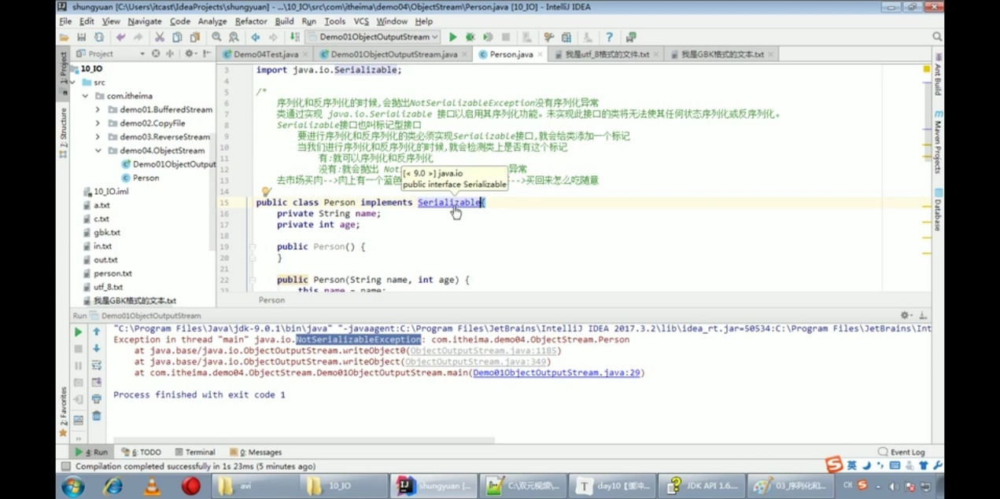 shungyuan [C:\Users\itcast\IdeaProjects\shungyuan] - ...\10_IO\src\com\itheima\demo04\ObjectStream\Person.java [10_IO] - IntelliJ IDEA
File Edit View Navigate Code Analyze Refactor Build Run Tools VCS Window Help
Demo01ObjectOutputStream
Project
Demo04Test.java
Demo01ObjectOutputStream.java
Person.java
我是utf_8格式的文件.txt
我是GBK格式的文本.txt
1: Project
Z: Structure
2: Favorites
Ant Build
Maven Projects
Database
10_IO
src
com.itheima
demo01.BufferedStream
demo02.CopyFile
demo03.ReverseStream
demo04.ObjectStream
Demo01ObjectOutput
Person
10_IO.iml
a.txt
c.txt
gbk.txt
in.txt
out.txt
person.txt
utf_8.txt
我是GBK格式的文本.txt
3 import java.io.Serializable;
4
5 /*
6 序列化和反序列化的时候,会抛出NotSerializableException没有序列化异常
7 类通过实现 java.io.Serializable 接口以启用其序列化功能。未实现此接口的类将无法使其任何状态序列化或反序列化。
8 Serializable接口也叫标记型接口
9 要进行序列化和反序列化的类必须实现Serializable接口,就会给类添加一个标记
10 当我们进行序列化和反序列化的时候,就会检测类上是否有这个标记
11 有:就可以序列化和反序列化
12 没有:就会抛出 Not 异常
[< 9.0 >] java.io
public interface Serializable
13 去市场买肉-->肉上有一个蓝色 -->买回来怎么吃随意
14
15 public class Person implements Serializable{
16 private String name;
17 private int age;
18
19 public Person() {
20 }
21
22 public Person(String name, int age) {
this.name = name;
Person
Run Demo01ObjectOutputStream
"C:\Program Files\Java\jdk-9.0.1\bin\java" "-javaagent:C:\Program Files\JetBrains\IntelliJ IDEA 2017.3.2\lib\idea_rt.jar=50534:C:\Program Files\JetBrains\Int
Exception in thread "main" java.io.NotSerializableException: com.itheima.demo04.ObjectStream.Person
at java.base/java.io.ObjectOutputStream.writeObject0(ObjectOutputStream.java:1185)
at java.base/java.io.ObjectOutputStream.writeObject(ObjectOutputStream.java:349)
at com.itheima.demo04.ObjectStream.Demo01ObjectOutputStream.main(Demo01ObjectOutputStream.java:29)
Process finished with exit code 1
4: Run 6: TODO Terminal 0: Messages Event Log
Compilation completed successfully in 1s 23ms (5 minutes ago)
英
avi
10_IO
shungyuan [...
C:\双元视频\...
day10【缓冲...
JDK API 1.6....
03_序列化和...
CH